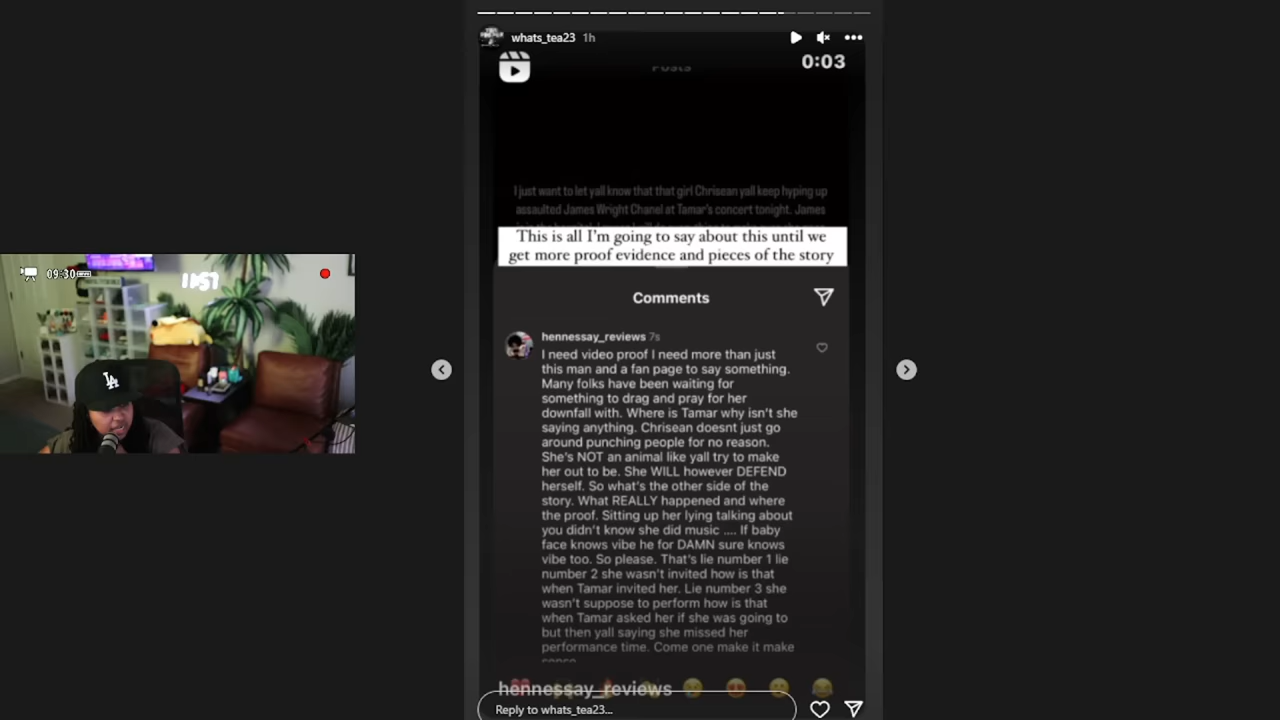 whats_tea23 1h
Posts
0:03
I just want to let yall know that that girl Chrisean yall keep hyping up
assaulted James Wright Chanel at Tamar's concert tonight. James
This is all I'm going to say about this until we
get more proof evidence and pieces of the story
Comments
hennessay_reviews 7s
I need video proof I need more than just
this man and a fan page to say something.
Many folks have been waiting for
something to drag and pray for her
downfall with. Where is Tamar why isn't she
saying anything. Chrisean doesnt just go
around punching people for no reason.
She's NOT an animal like yall try to make
her out to be. She WILL however DEFEND
herself. So what's the other side of the
story. What REALLY happened and where
the proof. Sitting up her lying talking about
you didn't know she did music .... If baby
face knows vibe he for DAMN sure knows
vibe too. So please. That's lie number 1 lie
number 2 she wasn't invited how is that
when Tamar invited her. Lie number 3 she
wasn't suppose to perform how is that
when Tamar asked her if she was going to
but then yall saying she missed her
performance time. Come one make it make
sense
hennessay_reviews
Reply to whats_tea23...
09:30
11:57
LA